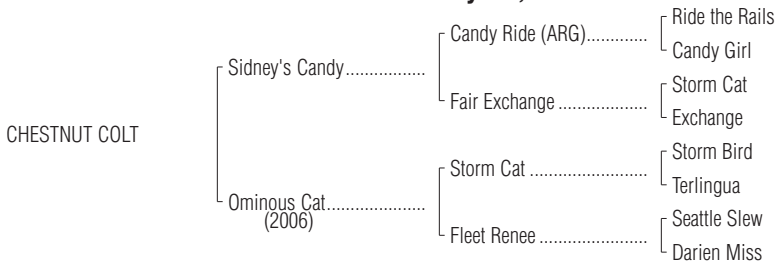 Ride the Rails
Candy Ride (ARG).............
Candy Girl
Sidney's Candy.................
Storm Cat
Fair Exchange ....................
Exchange
CHESTNUT COLT
Storm Bird
Storm Cat ..........................
Terlingua
Ominous Cat.....................
(2006)
Seattle Slew
Fleet Renee ........................
Darien Miss